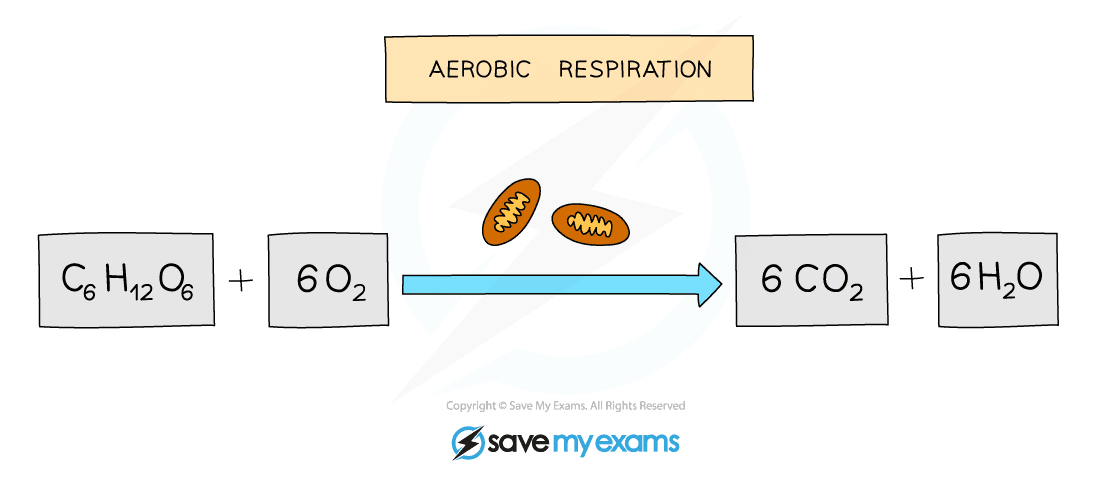 AEROBIC RESPIRATION
C₆H₁₂O₆ + 6O₂ 6CO₂ + 6H₂O
Copyright © Save My Exams. All Rights Reserved
save my exams